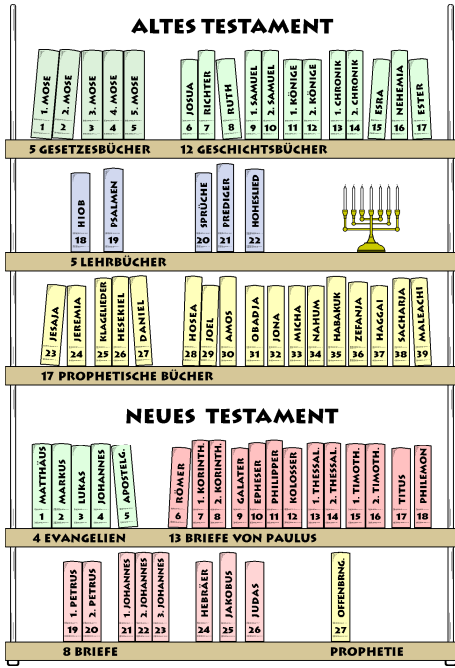 ALTES TESTAMENT
1. MOSE 1
2. MOSE 2
3. MOSE 3
4. MOSE 4
5. MOSE 5
JOSUA 6
RICHTER 7
RUTH 8
1. SAMUEL 9
2. SAMUEL 10
1. KÖNIGE 11
2. KÖNIGE 12
1. CHRONIK 13
2. CHRONIK 14
ESRA 15
NEHEMIA 16
ESTER 17
5 GESETZESBÜCHER
12 GESCHICHTSBÜCHER
HIOB 18
PSALMEN 19
SPRÜCHE 20
PREDIGER 21
HOHESLIED 22
5 LEHRBÜCHER
JESAJA 23
JEREMIA 24
KLAGELIEDER 25
HESEKIEL 26
DANIEL 27
HOSEA 28
JOEL 29
AMOS 30
OBADJA 31
JONA 32
MICHA 33
NAHUM 34
HABAKUK 35
ZEFANJA 36
HAGGAI 37
SACHARJA 38
MALEACHI 39
17 PROPHETISCHE BÜCHER
NEUES TESTAMENT
MATTHÄUS 1
MARKUS 2
LUKAS 3
JOHANNES 4
APOSTELG. 5
RÖMER 6
1. KORINTH. 7
2. KORINTH. 8
GALATER 9
EPHESER 10
PHILIPPER 11
KOLOSSER 12
1. THESSAL. 13
2. THESSAL. 14
1. TIMOTH. 15
2. TIMOTH. 16
TITUS 17
PHILEMON 18
4 EVANGELIEN
13 BRIEFE VON PAULUS
1. PETRUS 19
2. PETRUS 20
1. JOHANNES 21
2. JOHANNES 22
3. JOHANNES 23
HEBRÄER 24
JAKOBUS 25
JUDAS 26
OFFENBRNG. 27
8 BRIEFE
PROPHETIE